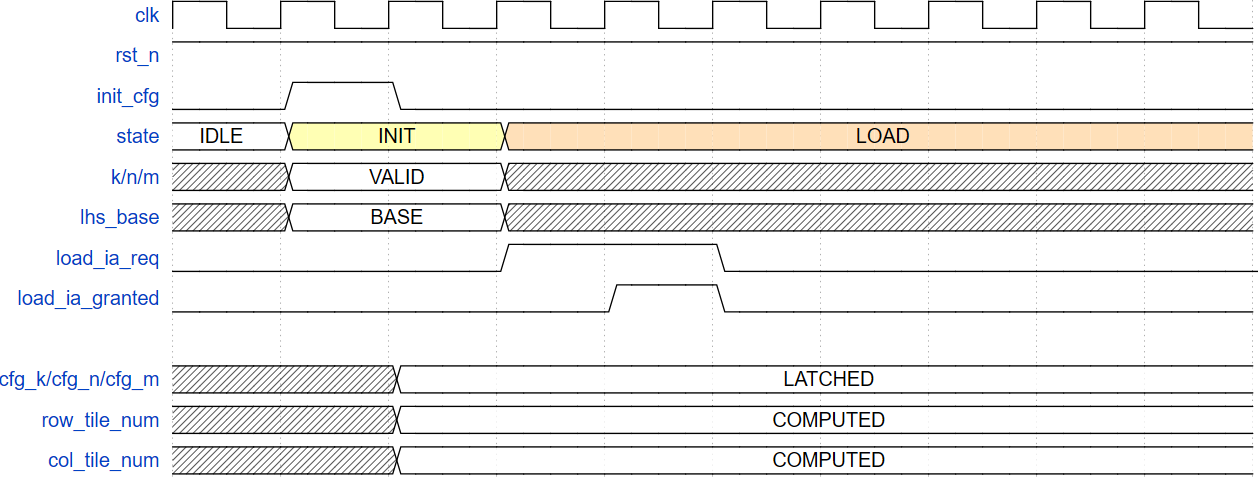 clk
rst_n
init_cfg
state IDLE INIT LOAD
k/n/m VALID
lhs_base BASE
load_ia_req
load_ia_granted
cfg_k/cfg_n/cfg_m LATCHED
row_tile_num COMPUTED
col_tile_num COMPUTED